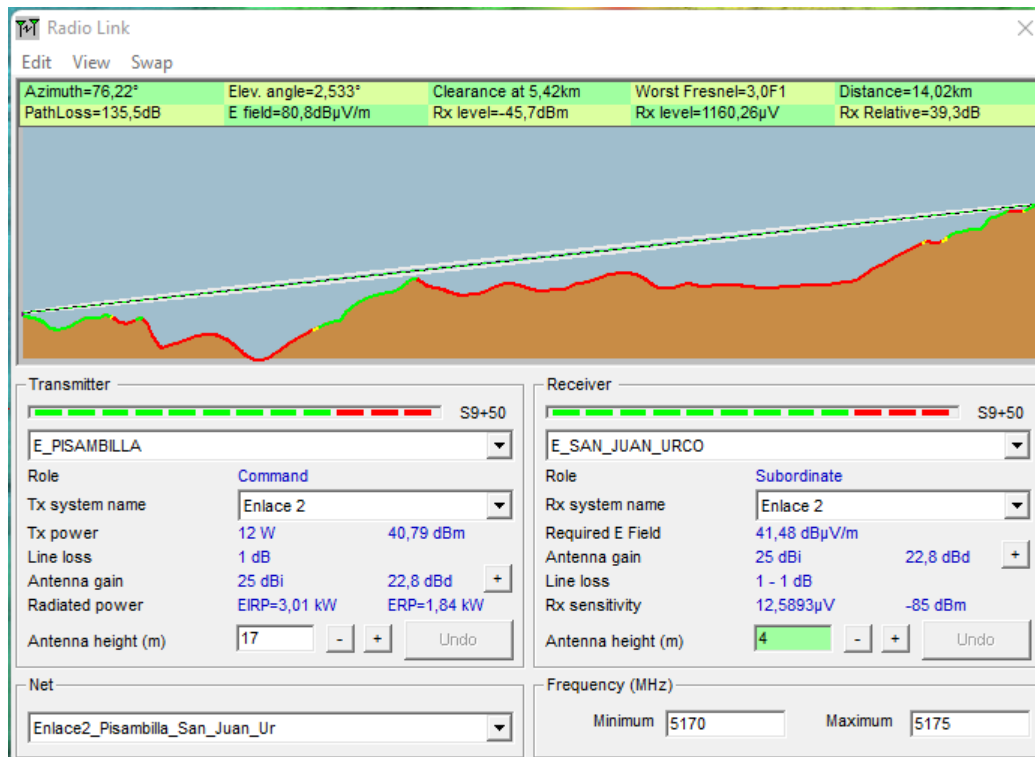 Radio Link
Edit View Swap
Azimuth=76,22° Elev. angle=2,533° Clearance at 5,42km Worst Fresnel=3,0F1 Distance=14,02km
PathLoss=135,5dB E field=80,8dBµV/m Rx level=-45,7dBm Rx level=1160,26µV Rx Relative=39,3dB
Transmitter
S9+50
E_PISAMBILLA
Role Command
Tx system name Enlace 2
Tx power 12 W 40,79 dBm
Line loss 1 dB
Antenna gain 25 dBi 22,8 dBd +
Radiated power EIRP=3,01 kW ERP=1,84 kW
Antenna height (m) 17 - + Undo
Receiver
S9+50
E_SAN_JUAN_URCO
Role Subordinate
Rx system name Enlace 2
Required E Field 41,48 dBµV/m
Antenna gain 25 dBi 22,8 dBd +
Line loss 1 - 1 dB
Rx sensitivity 12,5893µV -85 dBm
Antenna height (m) 4 - + Undo
Net
Enlace2_Pisambilla_San_Juan_Ur
Frequency (MHz)
Minimum 5170 Maximum 5175